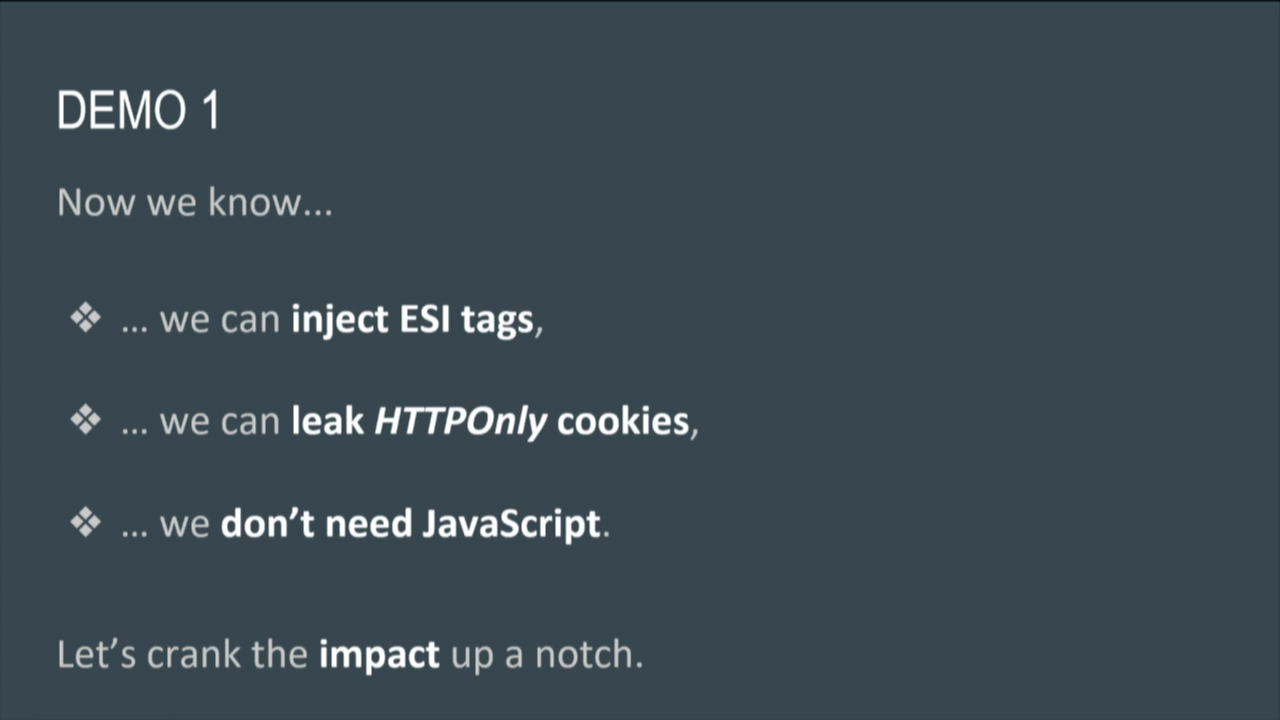 DEMO 1
Now we know...
❖ ... we can inject ESI tags,
❖ ... we can leak HTTPOnly cookies,
❖ ... we don’t need JavaScript.
Let’s crank the impact up a notch.